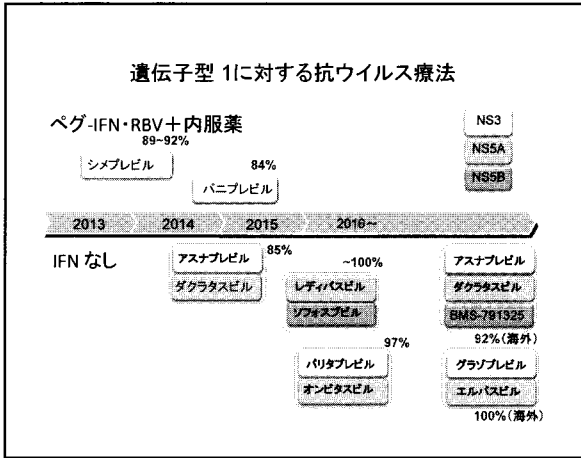 遺伝子型 1に対する抗ウイルス療法
ペグ-IFN・RBV＋内服薬
89~92%
シメプレビル
84%
バニプレビル
NS3
NS5A
NS5B
2013
2014
2015
2016~
IFN なし
アスナプレビル
ダクラタスビル
85%
~100%
レディパスビル
ソフォスブビル
97%
パリタプレビル
オンビタスビル
アスナプレビル
ダクラタスビル
BMS-791325
92%(海外)
グラゾプレビル
エルバスビル
100%(海外)